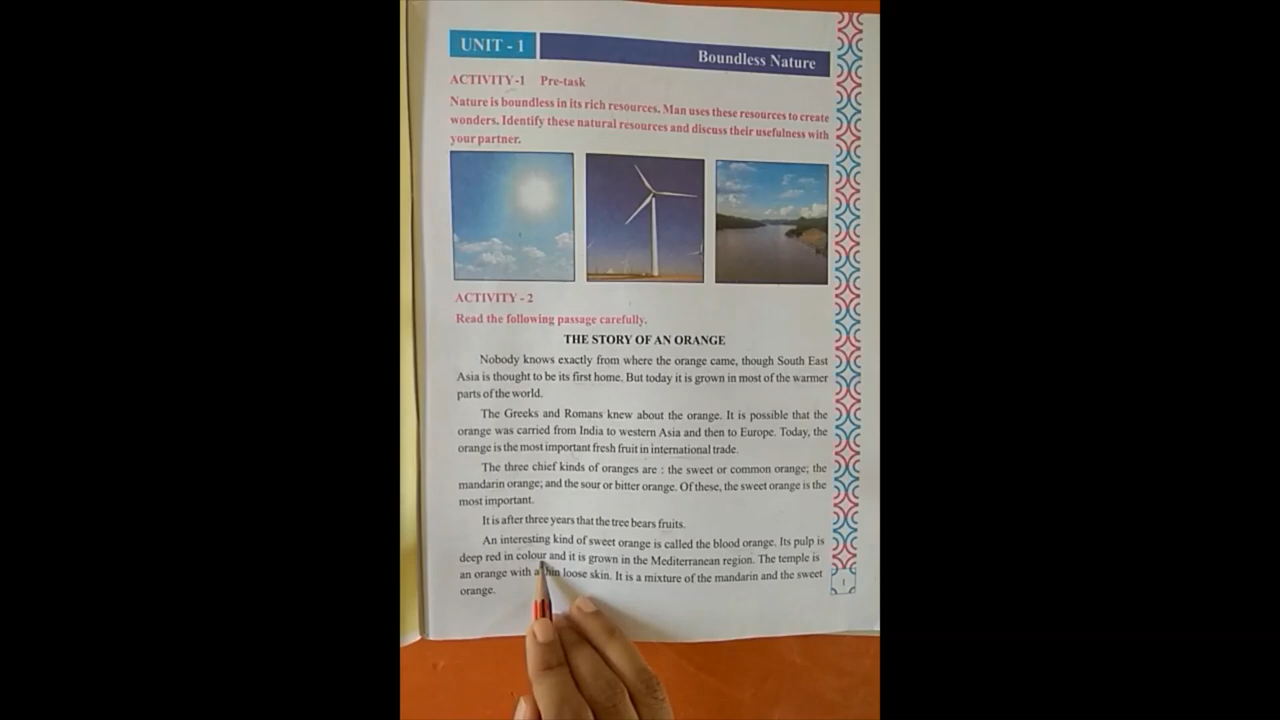 UNIT - 1
Boundless Nature
ACTIVITY-1 Pre-task
Nature is boundless in its rich resources. Man uses these resources to create
wonders. Identify these natural resources and discuss their usefulness with
your partner.
ACTIVITY - 2
Read the following passage carefully.
THE STORY OF AN ORANGE
Nobody knows exactly from where the orange came, though South East
Asia is thought to be its first home. But today it is grown in most of the warmer
parts of the world.
The Greeks and Romans knew about the orange. It is possible that the
orange was carried from India to western Asia and then to Europe. Today, the
orange is the most important fresh fruit in international trade.
The three chief kinds of oranges are : the sweet or common orange; the
mandarin orange; and the sour or bitter orange. Of these, the sweet orange is the
most important.
It is after three years that the tree bears fruits.
An interesting kind of sweet orange is called the blood orange. Its pulp is
deep red in colour and it is grown in the Mediterranean region. The temple is
an orange with a thin loose skin. It is a mixture of the mandarin and the sweet
orange.
1